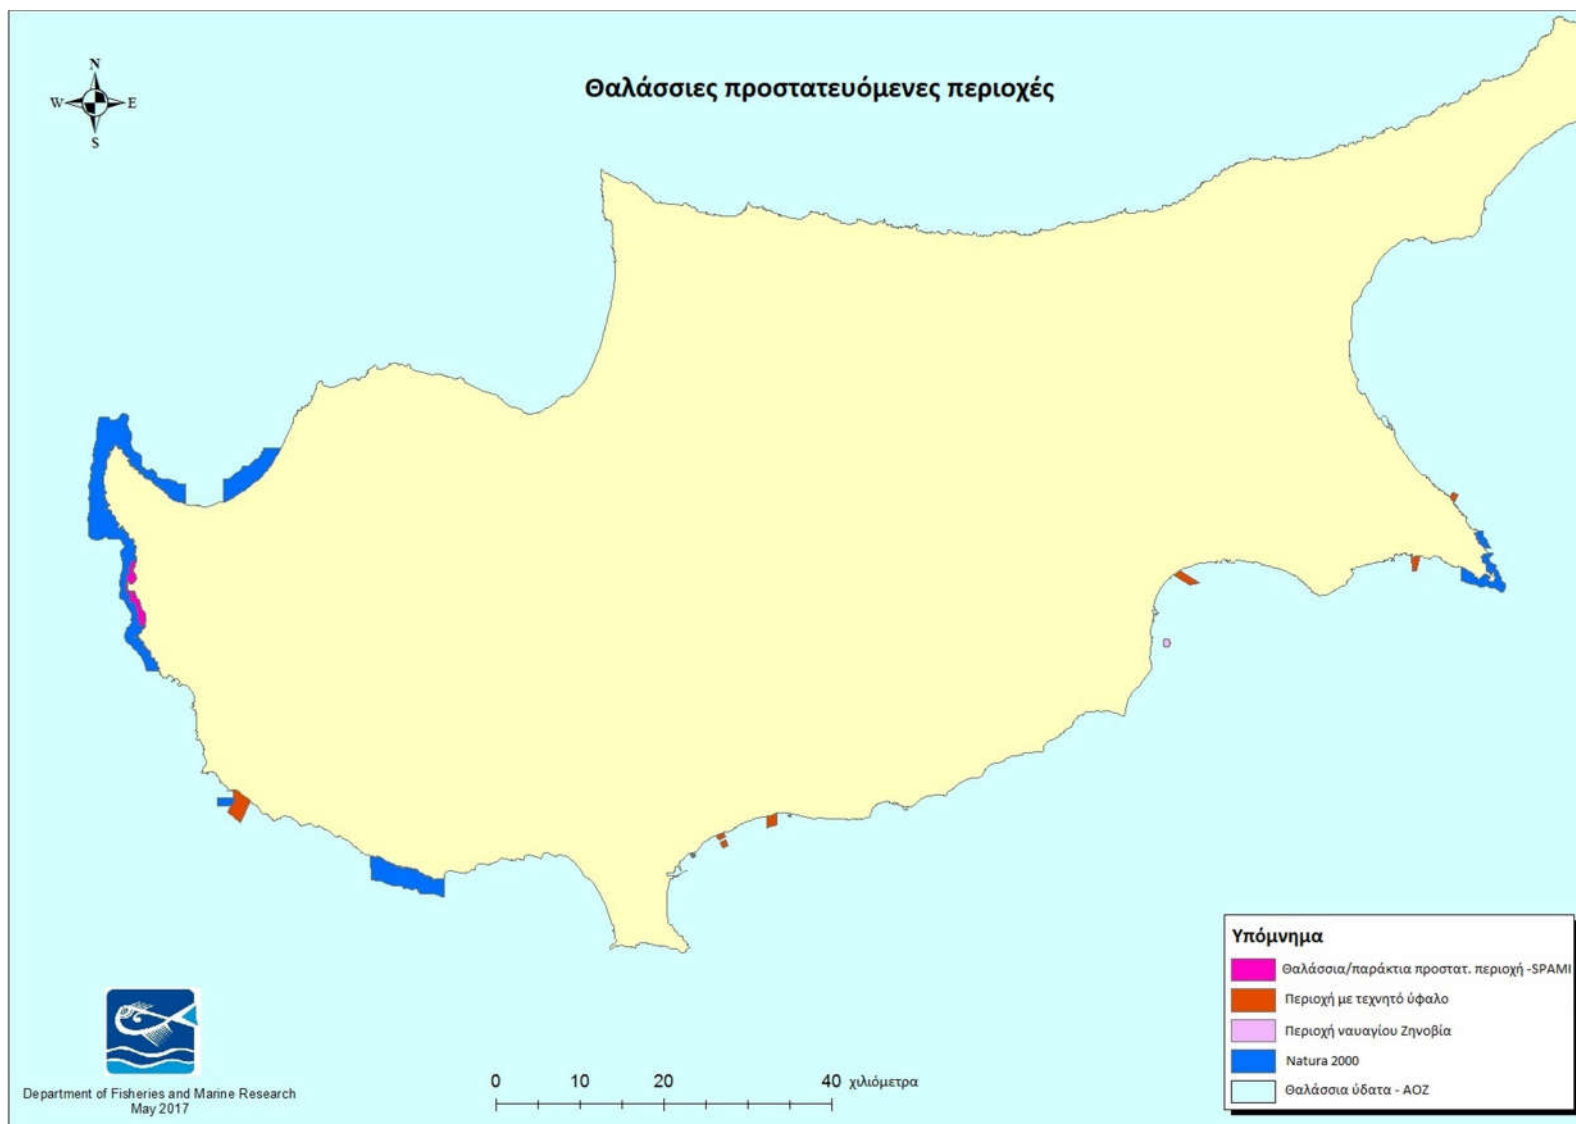 Θαλάσσιες προστατευόμενες περιοχές
N
W E
S
Υπόμνημα
Θαλάσσια/παράκτια προστατ. περιοχή -SPAMI
Περιοχή με τεχνητό ύφαλο
Περιοχή ναυαγίου Ζηνοβία
Natura 2000
Θαλάσσια ύδατα - ΑΟΖ
0 10 20 40 χιλιόμετρα
Department of Fisheries and Marine Research
May 2017